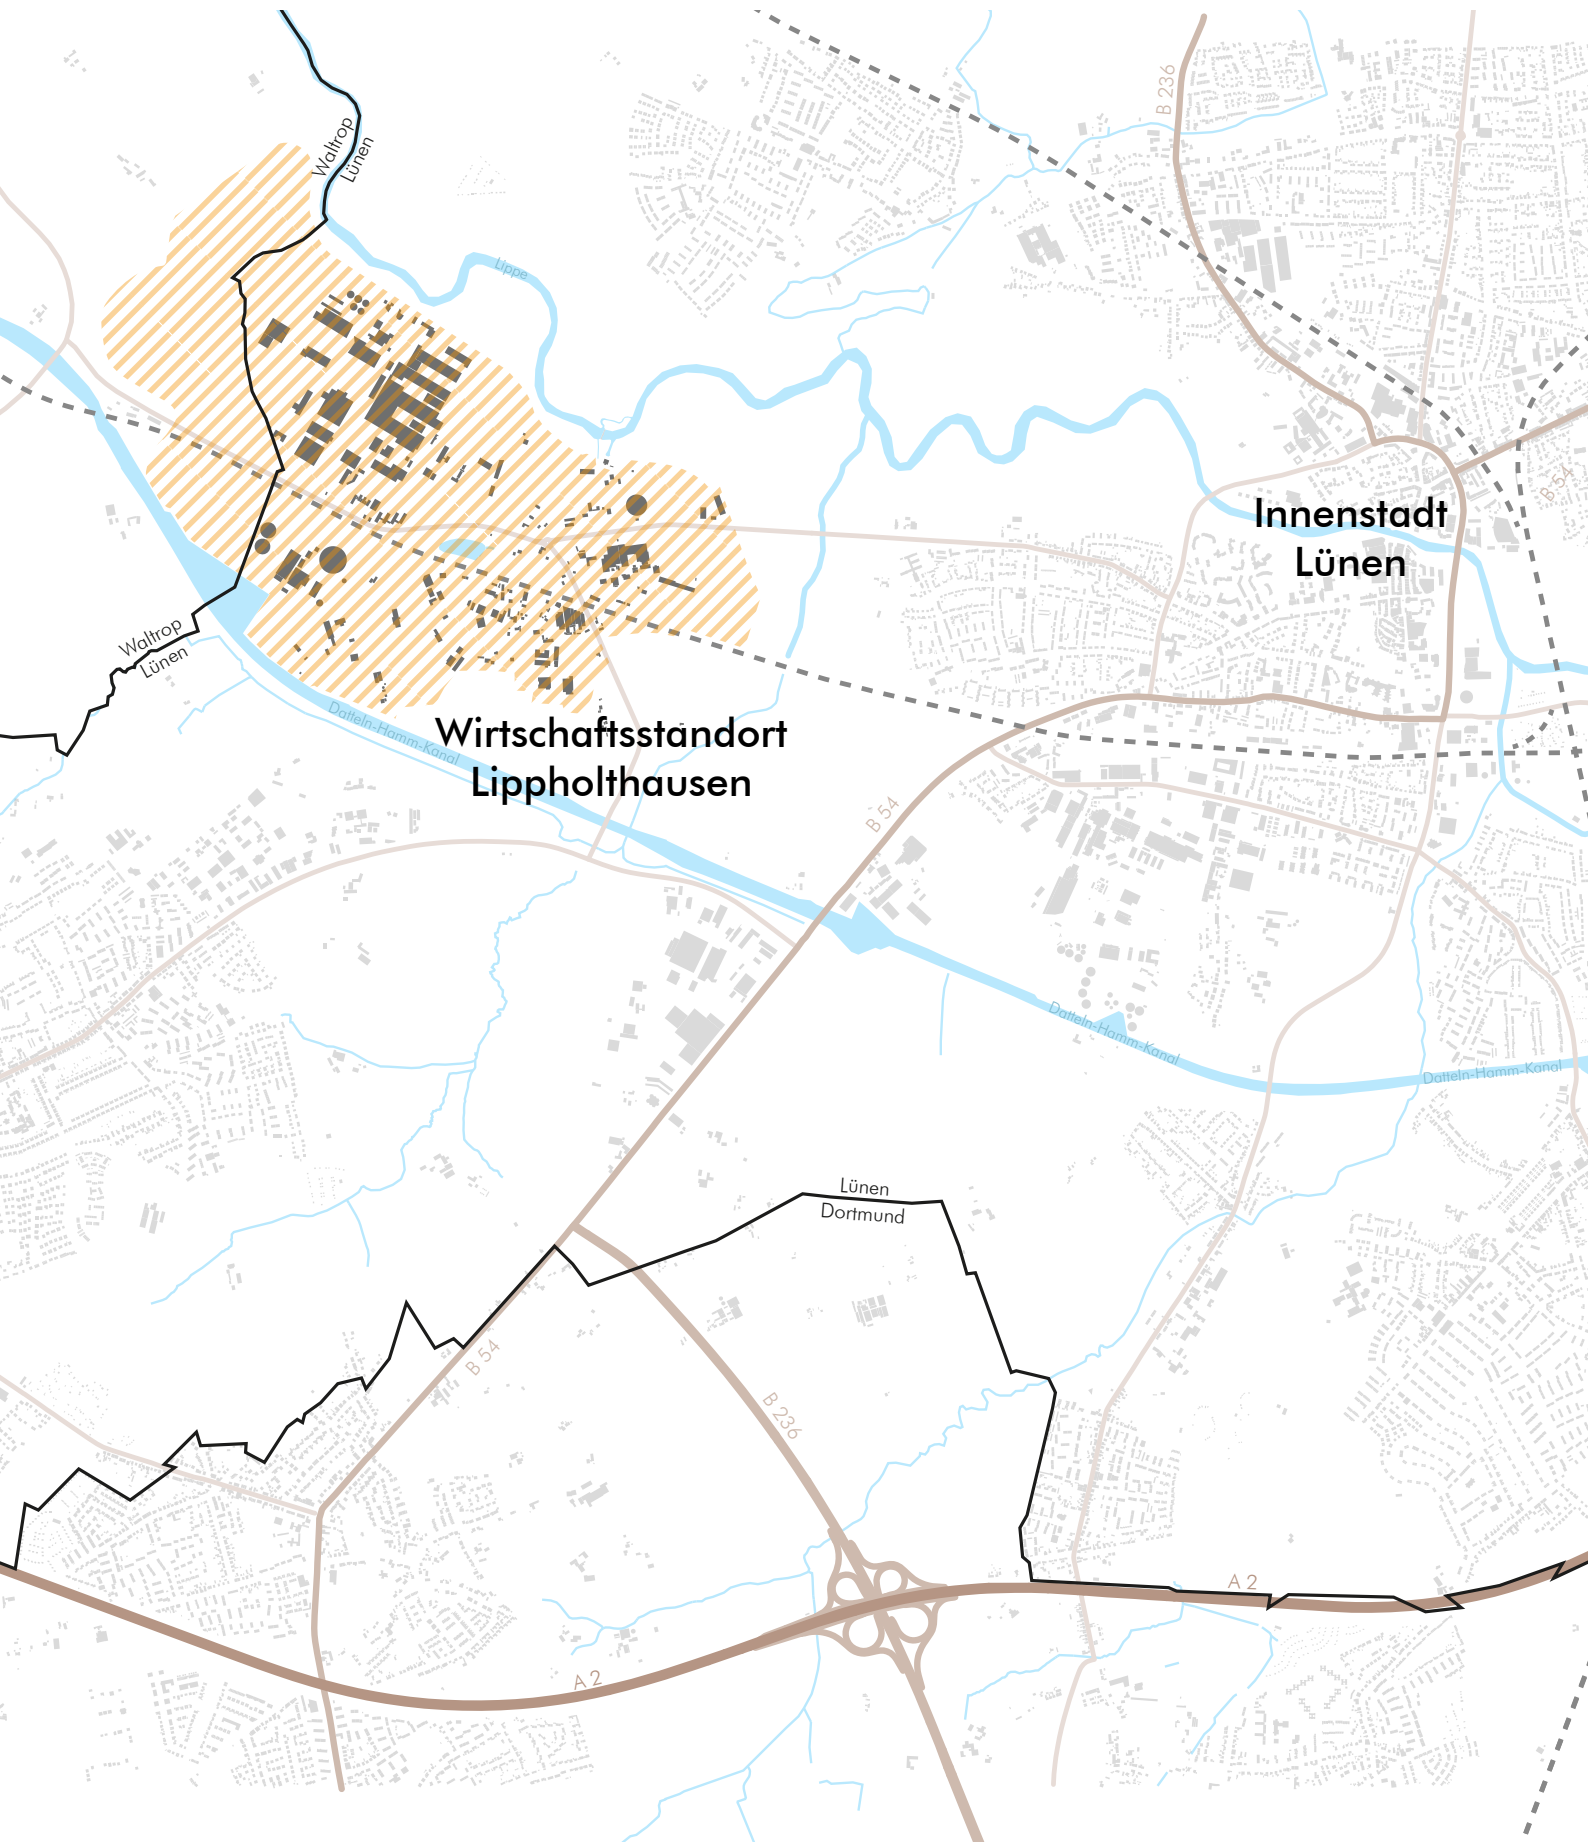 B 236
Waltrop
Lünen
Lippe
B 54
Innenstadt
Lünen
Waltrop
Lünen
Datteln-Hamm-Kanal
Wirtschaftsstandort
Lippholthausen
B 54
Datteln-Hamm-Kanal
Datteln-Hamm-Kanal
Lünen
Dortmund
B 54
B 236
A 2
A 2